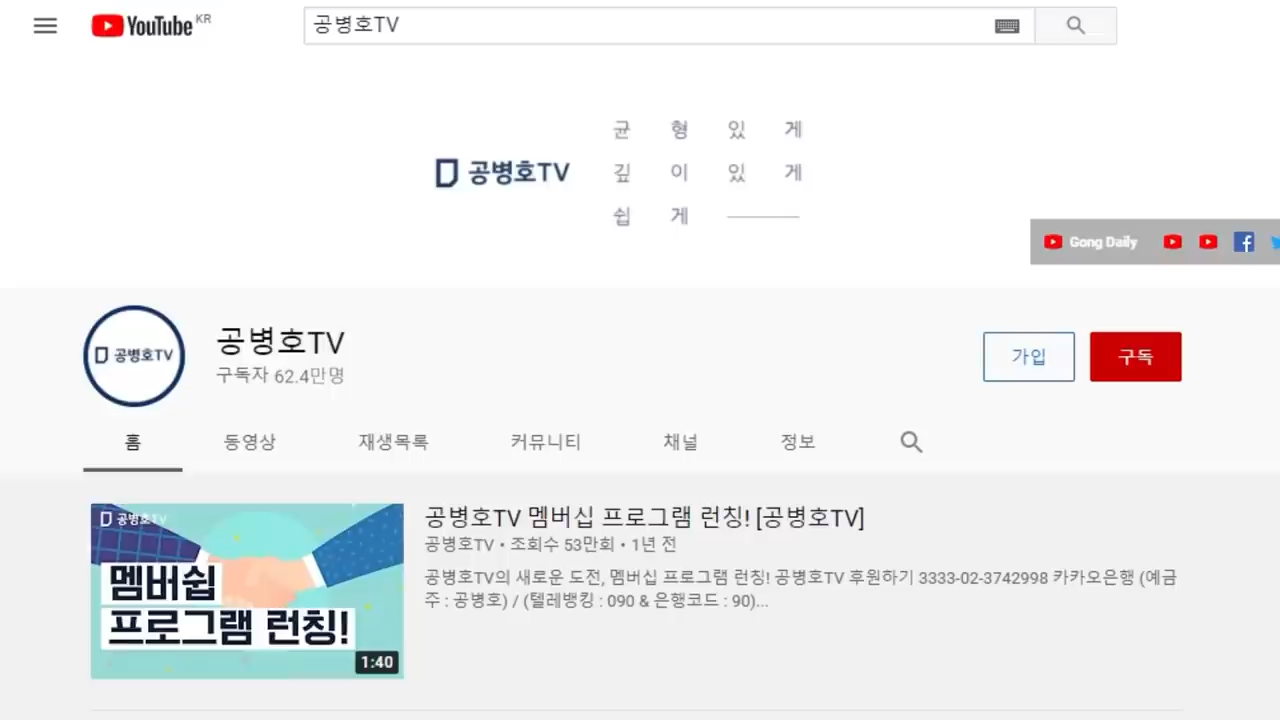 YouTube KR
공병호TV
균 형 있 게
공병호TV
깊 이 있 게
쉽 게
Gong Daily
공병호TV
공병호TV
구독자 62.4만명
가입
구독
홈 동영상 재생목록 커뮤니티 채널 정보
공병호TV
멤버쉽
프로그램 런칭!
1:40
공병호TV 멤버십 프로그램 런칭! [공병호TV]
공병호TV • 조회수 53만회 • 1년 전
공병호TV의 새로운 도전, 멤버십 프로그램 런칭! 공병호TV 후원하기 3333-02-3742998 카카오은행 (예금
주 : 공병호) / (텔레뱅킹 : 090 & 은행코드 : 90)...